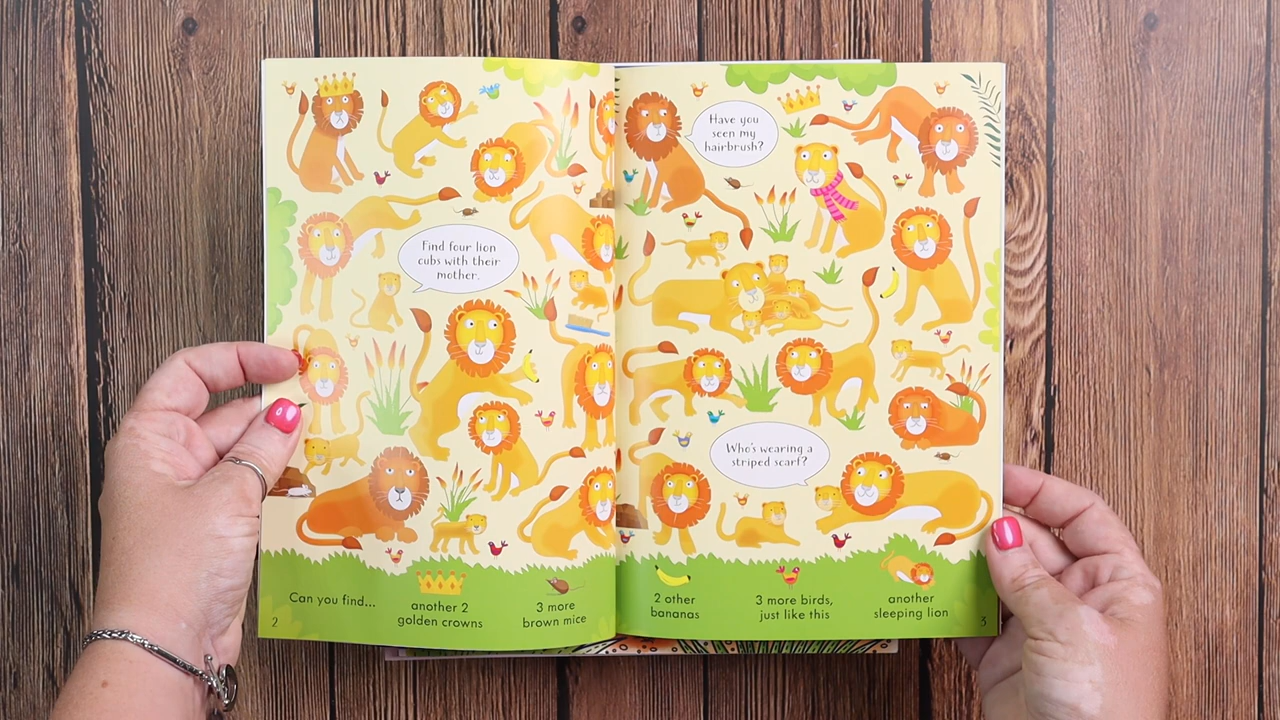 Find four lion
cubs with their
mother.
Can you find...
another 2
golden crowns
3 more
brown mice
2
Have you
seen my
hairbrush?
Who's wearing a
striped scarf?
2 other
bananas
3 more birds,
just like this
another
sleeping lion
3